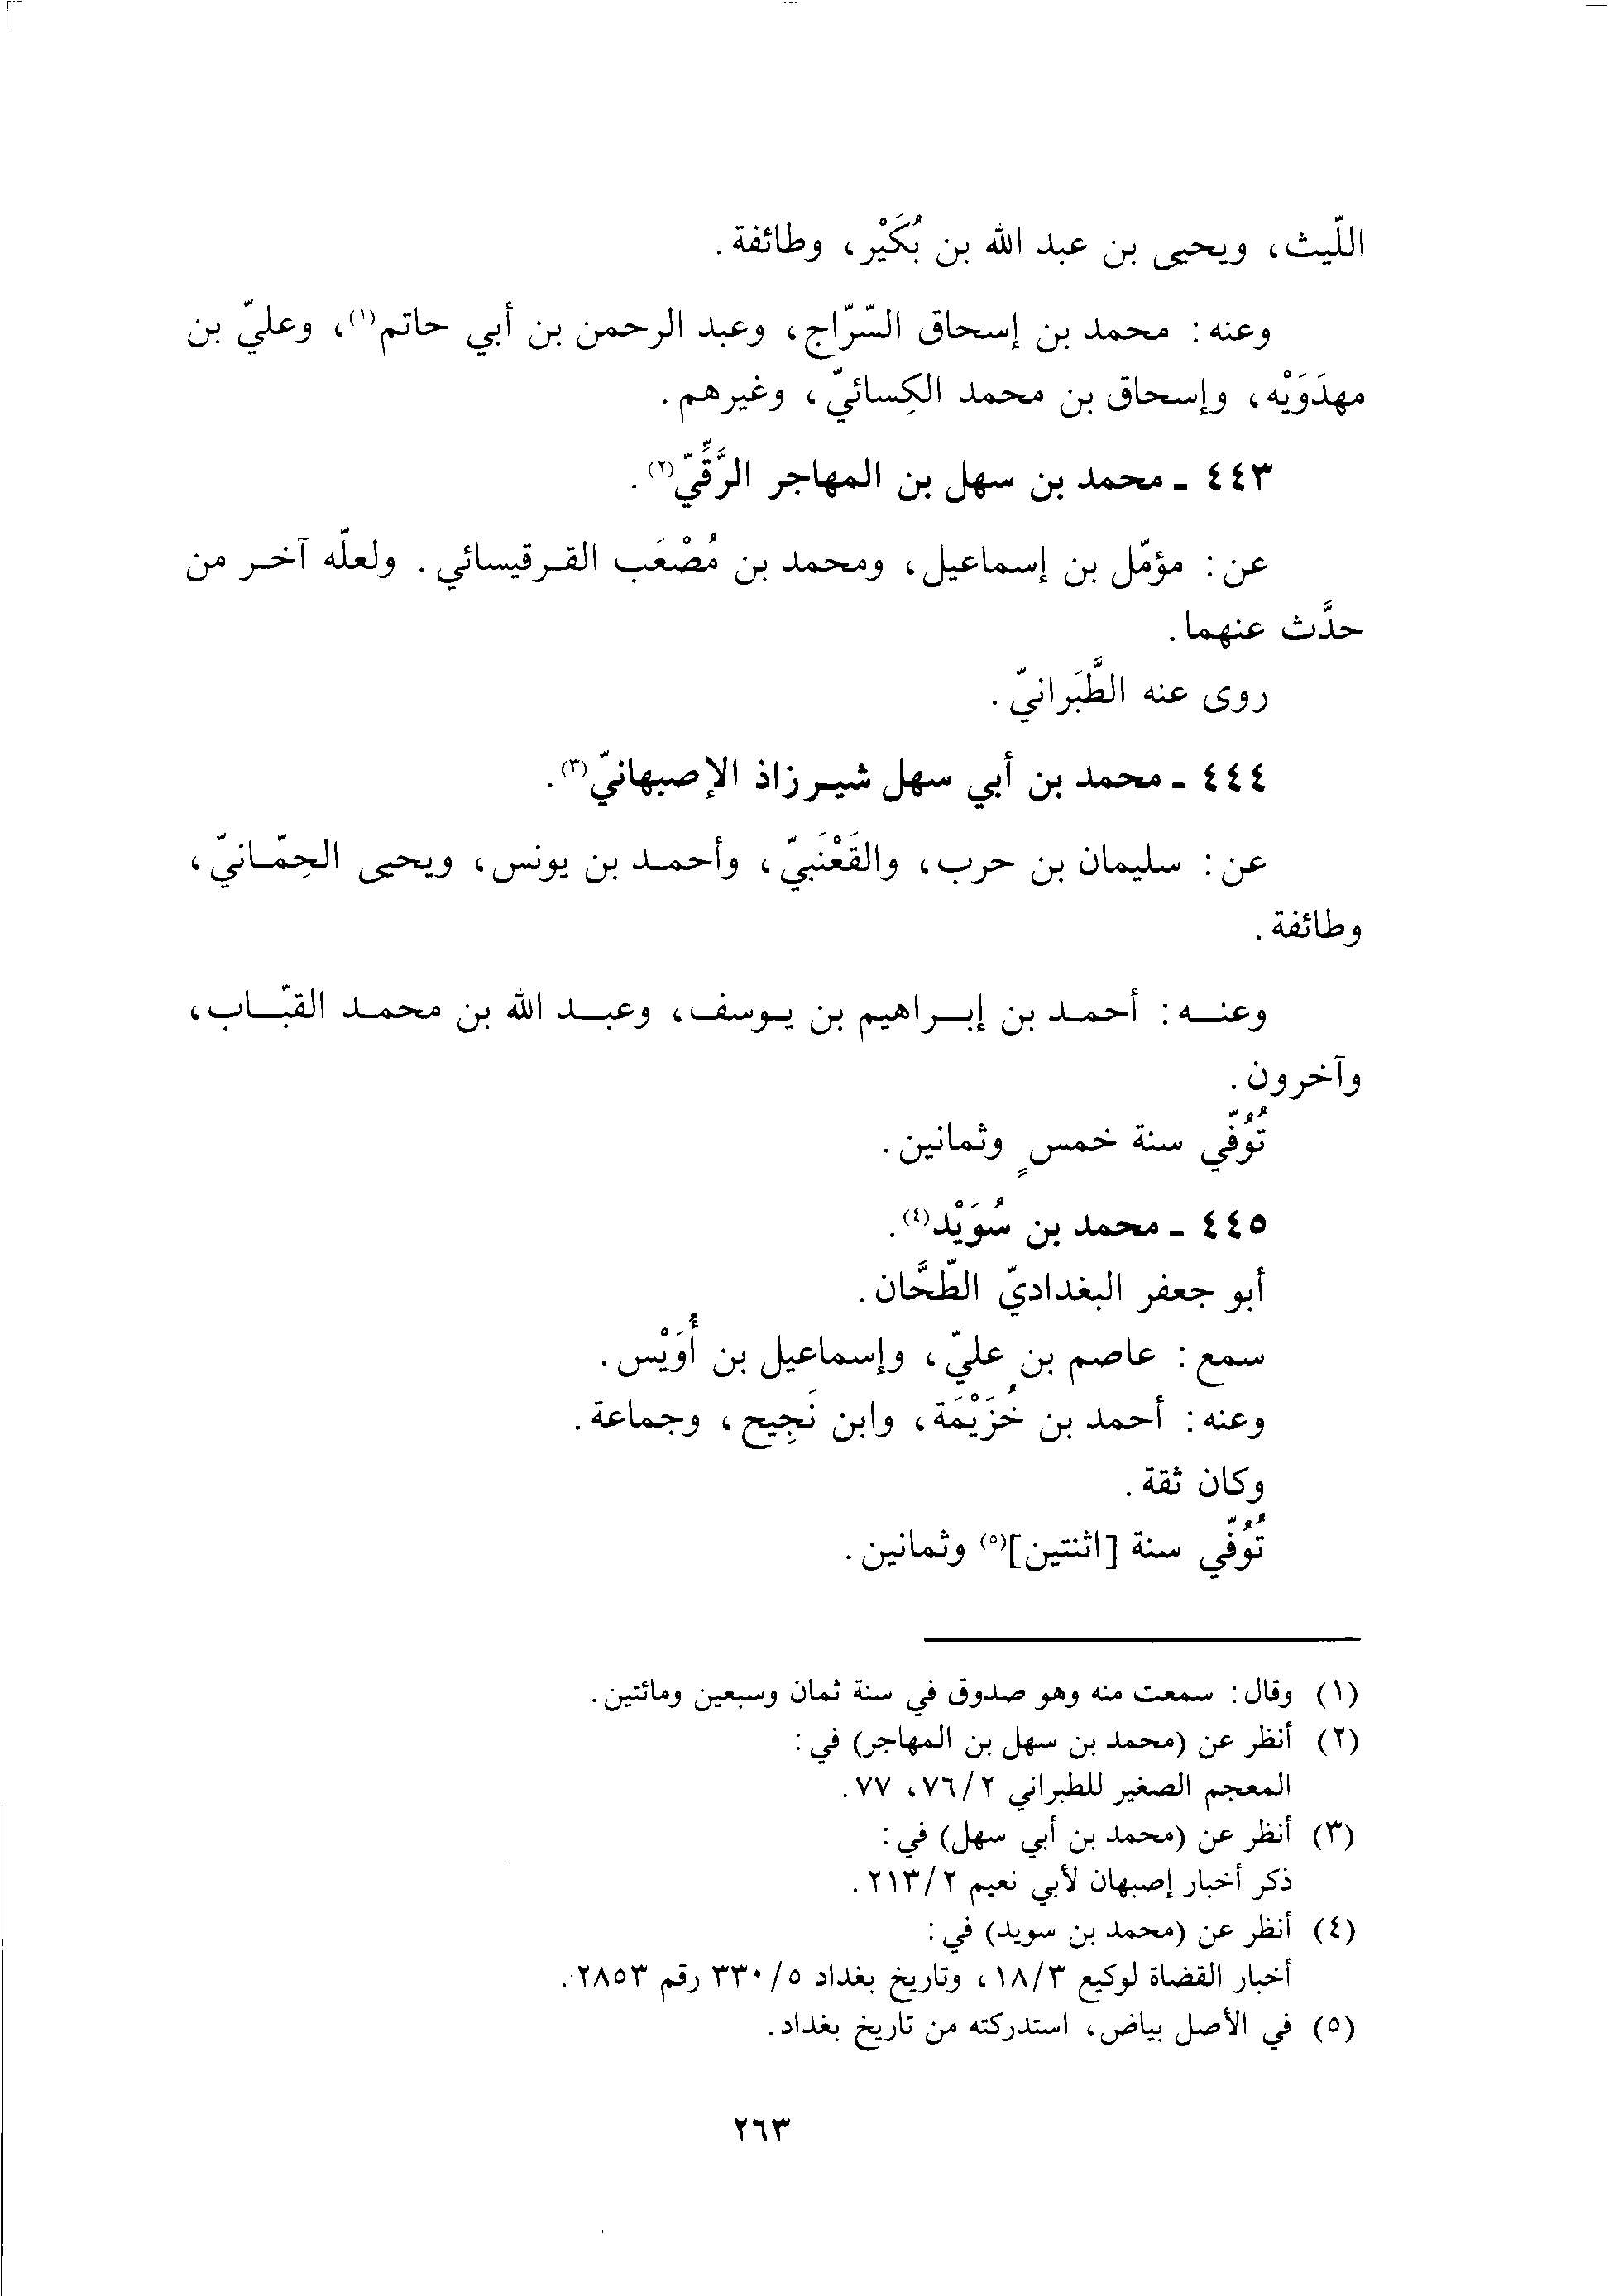 اللّيث، ويحيى بن عبد الله بن بُكَيْر، وطائفة.
وعنه: محمد بن إسحاق السّرّاج، وعبد الرحمن بن أبي حاتم(١)، وعليّ بن
مهدَوَيْه، وإسحاق بن محمد الكِسائيّ، وغيرهم.
٤٤٣ ـ محمد بن سهل بن المهاجر الرَّقِّيّ(٢).
عن: مؤمّل بن إسماعيل، ومحمد بن مُصْعَب القرقيسائي. ولعلّه آخر من
حدَّث عنهما.
روى عنه الطَّبَرانيّ.
٤٤٤ ـ محمد بن أبي سهل شيرزاذ الإصبهانيّ(٣).
عن: سليمان بن حرب، والقَعْنَبيّ، وأحمد بن يونس، ويحيى الحِمّانيّ،
وطائفة.
وعنه: أحمد بن إبراهيم بن يوسف، وعبد الله بن محمد القبّاب،
وآخرون.
تُوُفّي سنة خمسٍ وثمانين.
٤٤٥ ـ محمد بن سُوَيْد(٤).
أبو جعفر البغداديّ الطّحَّان.
سمع: عاصم بن عليّ، وإسماعيل بن أُوَيْس.
وعنه: أحمد بن خُزَيْمَة، وابن نَجِيح، وجماعة.
وكان ثقة.
تُوُفّي سنة [اثنتين](٥) وثمانين.
(١) وقال: سمعت منه وهو صدوق في سنة ثمان وسبعين ومائتين.
(٢) أنظر عن (محمد بن سهل بن المهاجر) في:
المعجم الصغير للطبراني ٧٦/٢، ٧٧.
(٣) أنظر عن (محمد بن أبي سهل) في:
ذكر أخبار إصبهان لأبي نعيم ٢١٣/٢.
(٤) أنظر عن (محمد بن سويد) في:
أخبار القضاة لوكيع ١٨/٣، وتاريخ بغداد ٣٣٠/٥ رقم ٢٨٥٣.
(٥) في الأصل بياض، استدركته من تاريخ بغداد.
٢٦٣